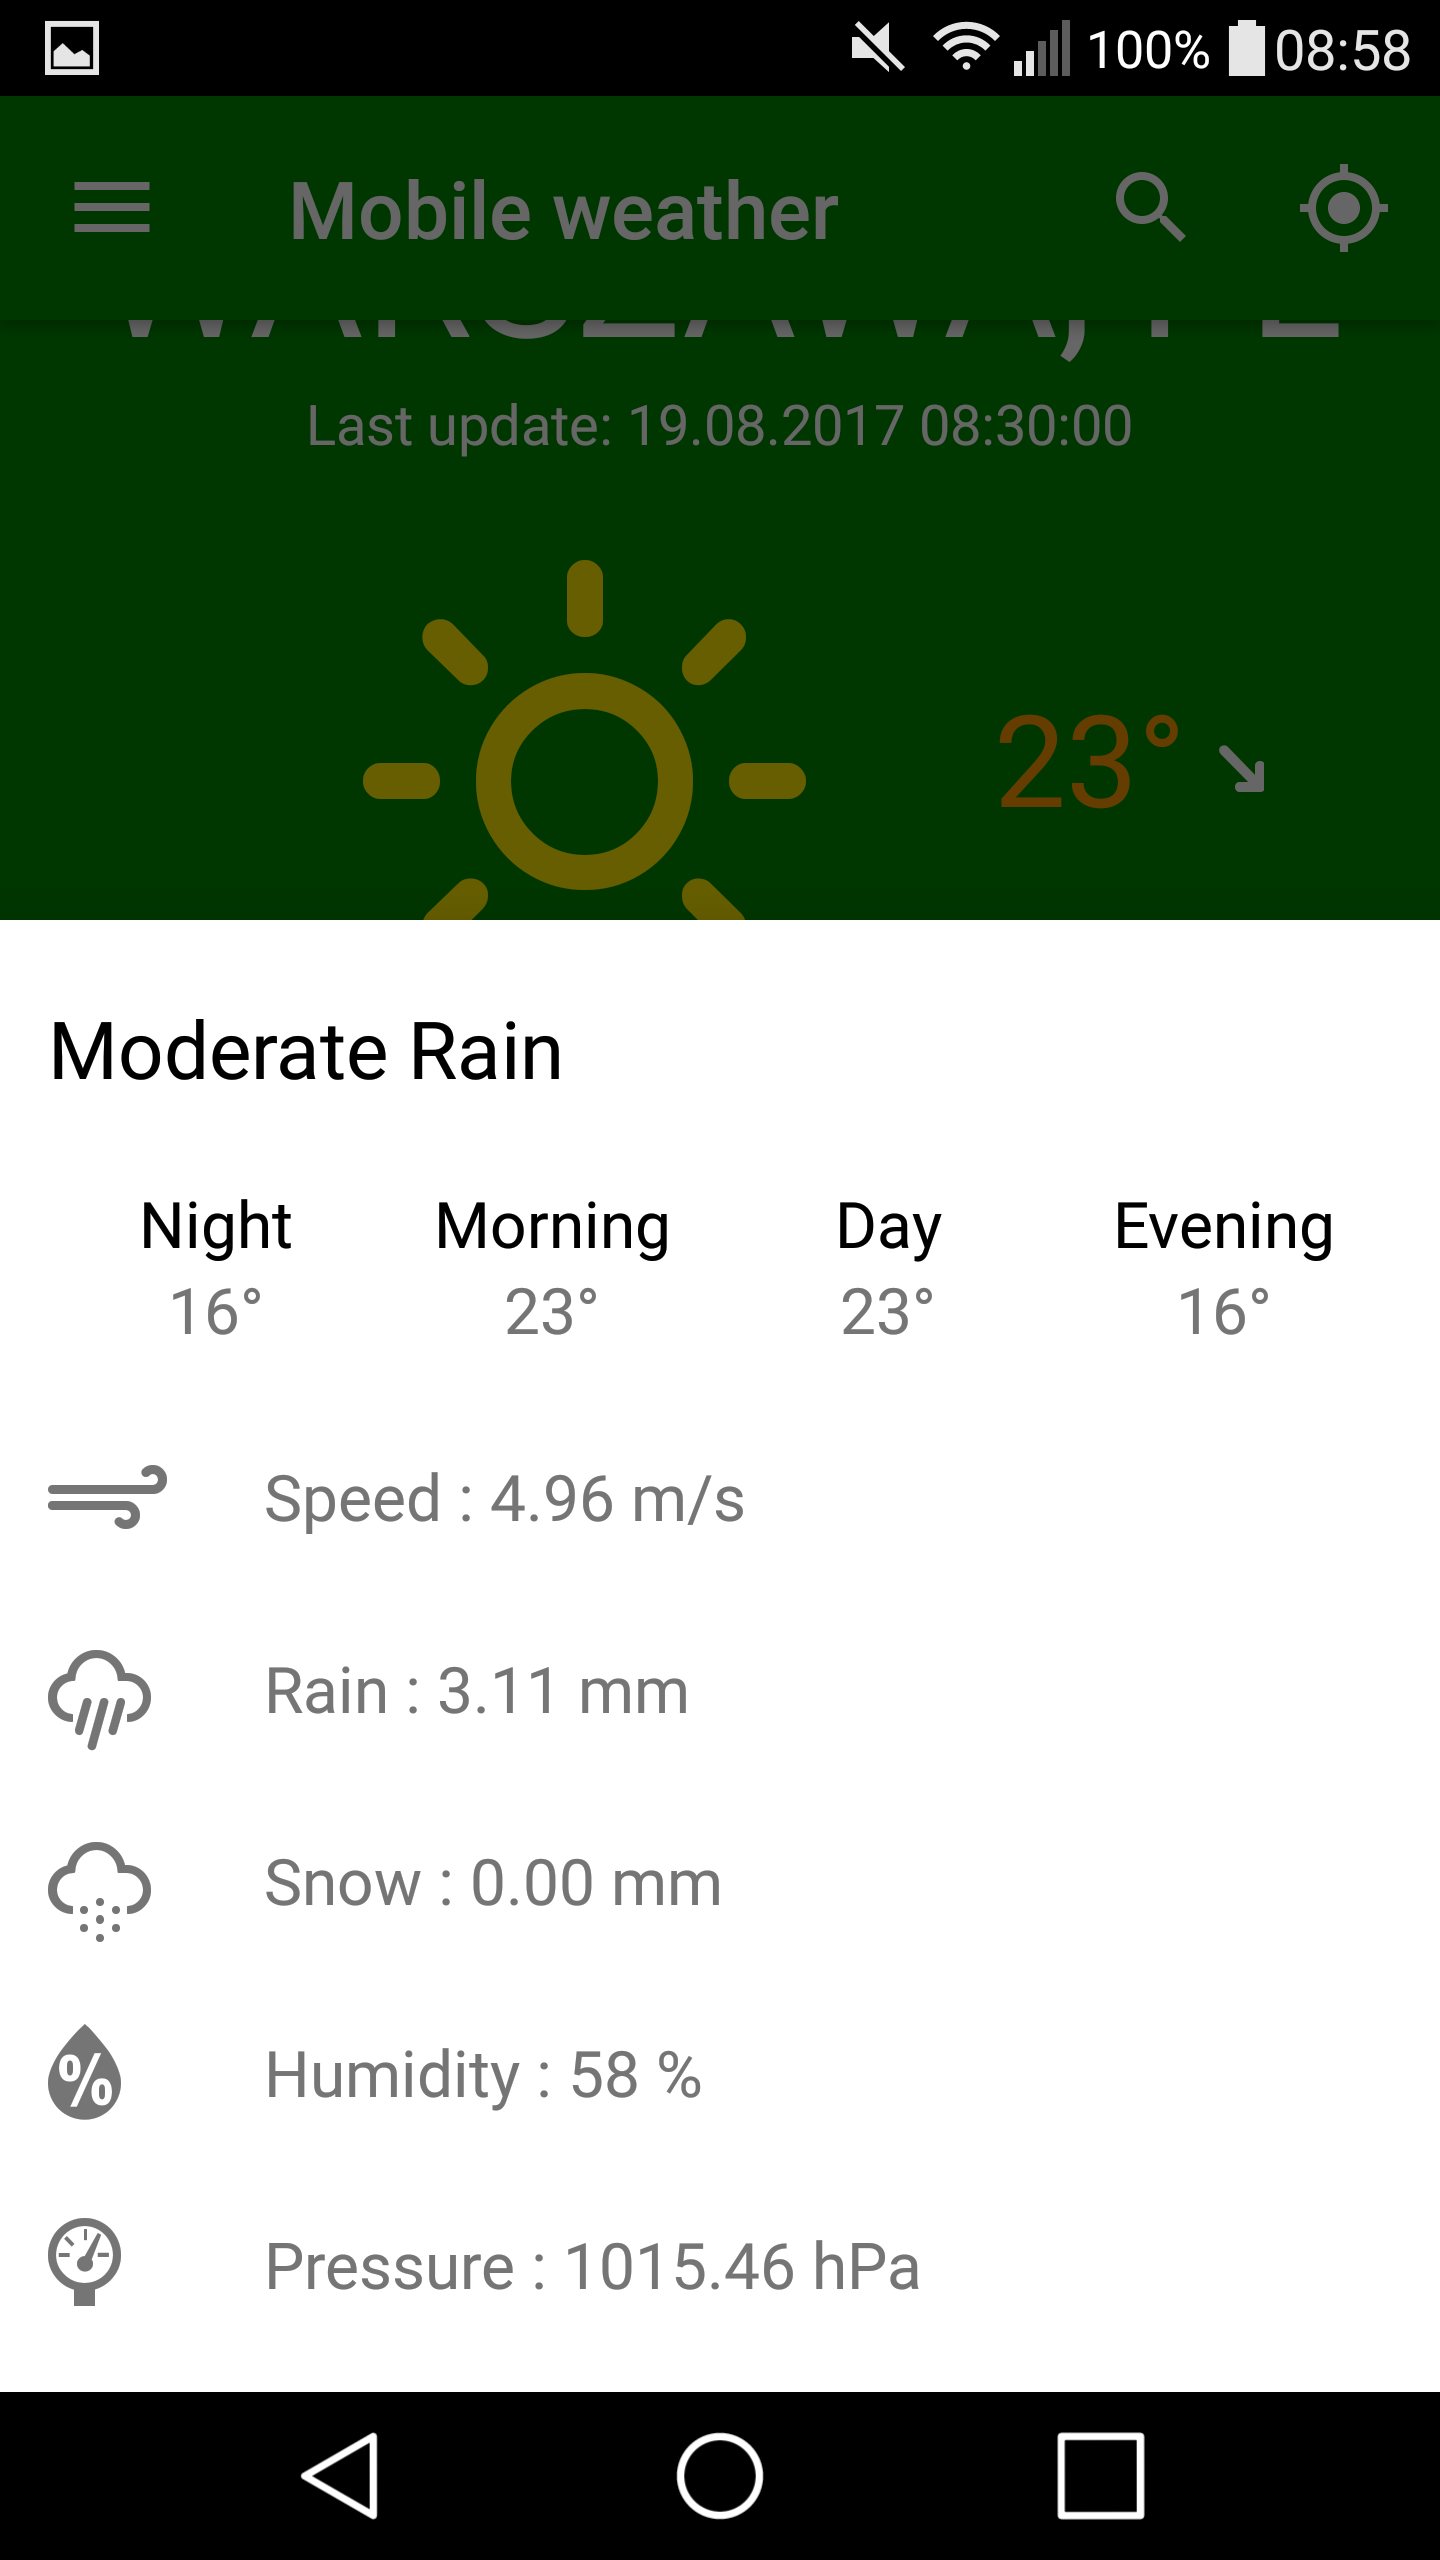 100% 08:58
Mobile weather
Last update: 19.08.2017 08:30:00
23°
Moderate Rain
Night Morning Day Evening
16° 23° 23° 16°
Speed : 4.96 m/s
Rain : 3.11 mm
Snow : 0.00 mm
% Humidity : 58 %
Pressure : 1015.46 hPa